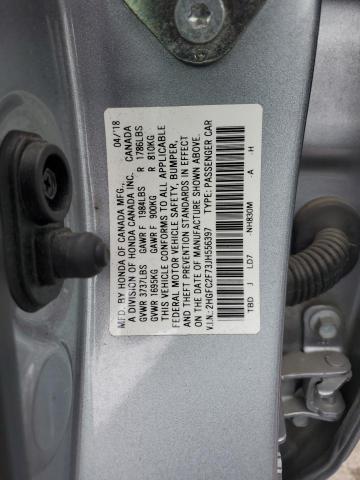 MFD. BY HONDA OF CANADA MFG., 04/'18
A DIVISION OF HONDA CANADA INC. CANADA
GVWR 3737LBS GAWR F 1984LBS R 1786LBS
GVWR 1695KG GAWR F 900KG R 810KG
THIS VEHICLE CONFORMS TO ALL APPLICABLE
FEDERAL MOTOR VEHICLE SAFETY, BUMPER,
AND THEFT PREVENTION STANDARDS IN EFFECT
ON THE DATE OF MANUFACTURE SHOWN ABOVE.
V.I.N.: 2HGFC2F73JH556397 TYPE: PASSENGER CAR
TBD J LD7 NH830M A H